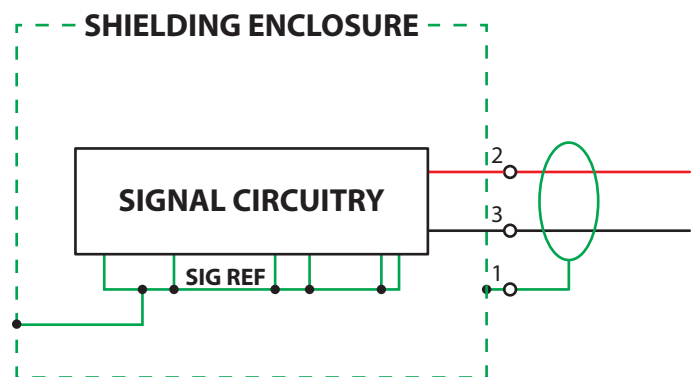 SHIELDING ENCLOSURE
2
SIGNAL CIRCUITRY
3
SIG REF
1